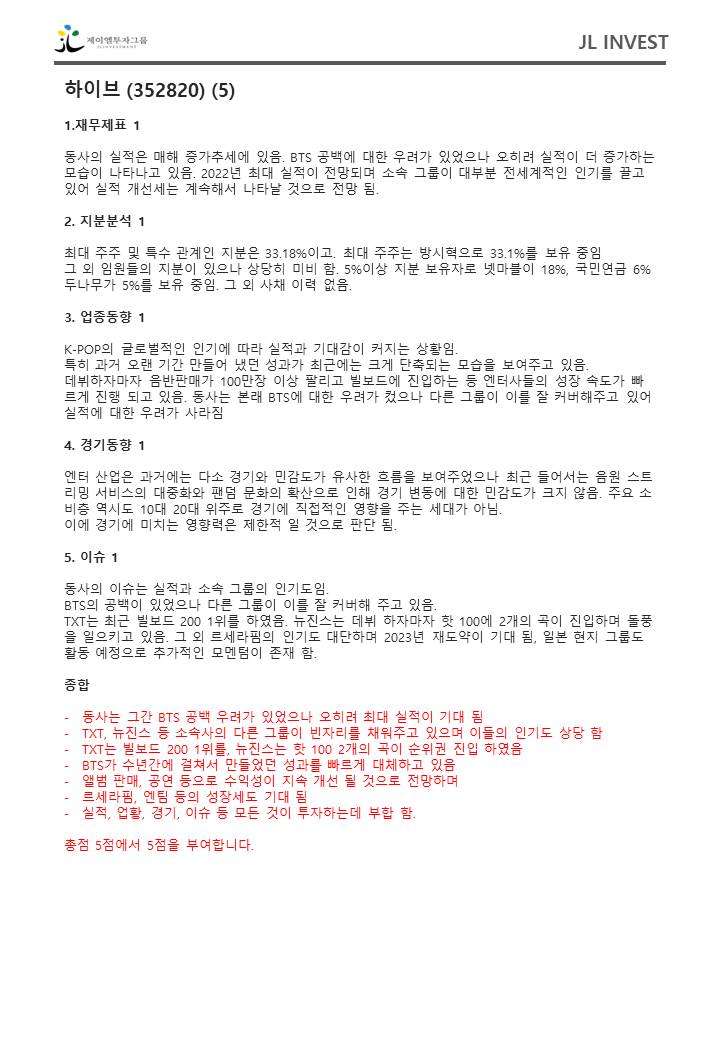 제이엘투자그룹
JLINVESTMENT
JL INVEST
하이브 (352820) (5)
1.재무제표 1
동사의 실적은 매해 증가추세에 있음. BTS 공백에 대한 우려가 있었으나 오히려 실적이 더 증가하는
모습이 나타나고 있음. 2022년 최대 실적이 전망되며 소속 그룹이 대부분 전세계적인 인기를 끌고
있어 실적 개선세는 계속해서 나타날 것으로 전망 됨.
2. 지분분석 1
최대 주주 및 특수 관계인 지분은 33.18%이고. 최대 주주는 방시혁으로 33.1%를 보유 중임
그 외 임원들의 지분이 있으나 상당히 미비 함. 5%이상 지분 보유자로 넷마블이 18%, 국민연금 6%
두나무가 5%를 보유 중임. 그 외 사채 이력 없음.
3. 업종동향 1
K-POP의 글로벌적인 인기에 따라 실적과 기대감이 커지는 상황임.
특히 과거 오랜 기간 만들어 냈던 성과가 최근에는 크게 단축되는 모습을 보여주고 있음.
데뷔하자마자 음반판매가 100만장 이상 팔리고 빌보드에 진입하는 등 엔터사들의 성장 속도가 빠
르게 진행 되고 있음. 동사는 본래 BTS에 대한 우려가 컸으나 다른 그룹이 이를 잘 커버해주고 있어
실적에 대한 우려가 사라짐
4. 경기동향 1
엔터 산업은 과거에는 다소 경기와 민감도가 유사한 흐름을 보여주었으나 최근 들어서는 음원 스트
리밍 서비스의 대중화와 팬덤 문화의 확산으로 인해 경기 변동에 대한 민감도가 크지 않음. 주요 소
비층 역시도 10대 20대 위주로 경기에 직접적인 영향을 주는 세대가 아님.
이에 경기에 미치는 영향력은 제한적 일 것으로 판단 됨.
5. 이슈 1
동사의 이슈는 실적과 소속 그룹의 인기도임.
BTS의 공백이 있었으나 다른 그룹이 이를 잘 커버해 주고 있음.
TXT는 최근 빌보드 200 1위를 하였음. 뉴진스는 데뷔 하자마자 핫 100에 2개의 곡이 진입하며 돌풍
을 일으키고 있음. 그 외 르세라핌의 인기도 대단하며 2023년 재도약이 기대 됨, 일본 현지 그룹도
활동 예정으로 추가적인 모멘텀이 존재 함.
종합
- 동사는 그간 BTS 공백 우려가 있었으나 오히려 최대 실적이 기대 됨
- TXT, 뉴진스 등 소속사의 다른 그룹이 빈자리를 채워주고 있으며 이들의 인기도 상당 함
- TXT는 빌보드 200 1위를, 뉴진스는 핫 100 2개의 곡이 순위권 진입 하였음
- BTS가 수년간에 걸쳐서 만들었던 성과를 빠르게 대체하고 있음
- 앨범 판매, 공연 등으로 수익성이 지속 개선 될 것으로 전망하며
- 르세라핌, 엔팀 등의 성장세도 기대 됨
- 실적, 업황, 경기, 이슈 등 모든 것이 투자하는데 부합 함.
총점 5점에서 5점을 부여합니다.